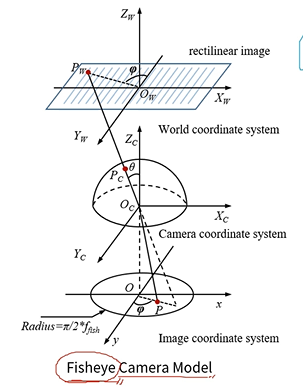 Z_W
rectilinear image
P_W
φ
O_W
X_W
Y_W
World coordinate system
Z_C
P_C
θ
O_C
X_C
Camera coordinate system
Y_C
O
x
φ
P
Radius=π/2*f_fish
y
Image coordinate system
Fisheye Camera Model